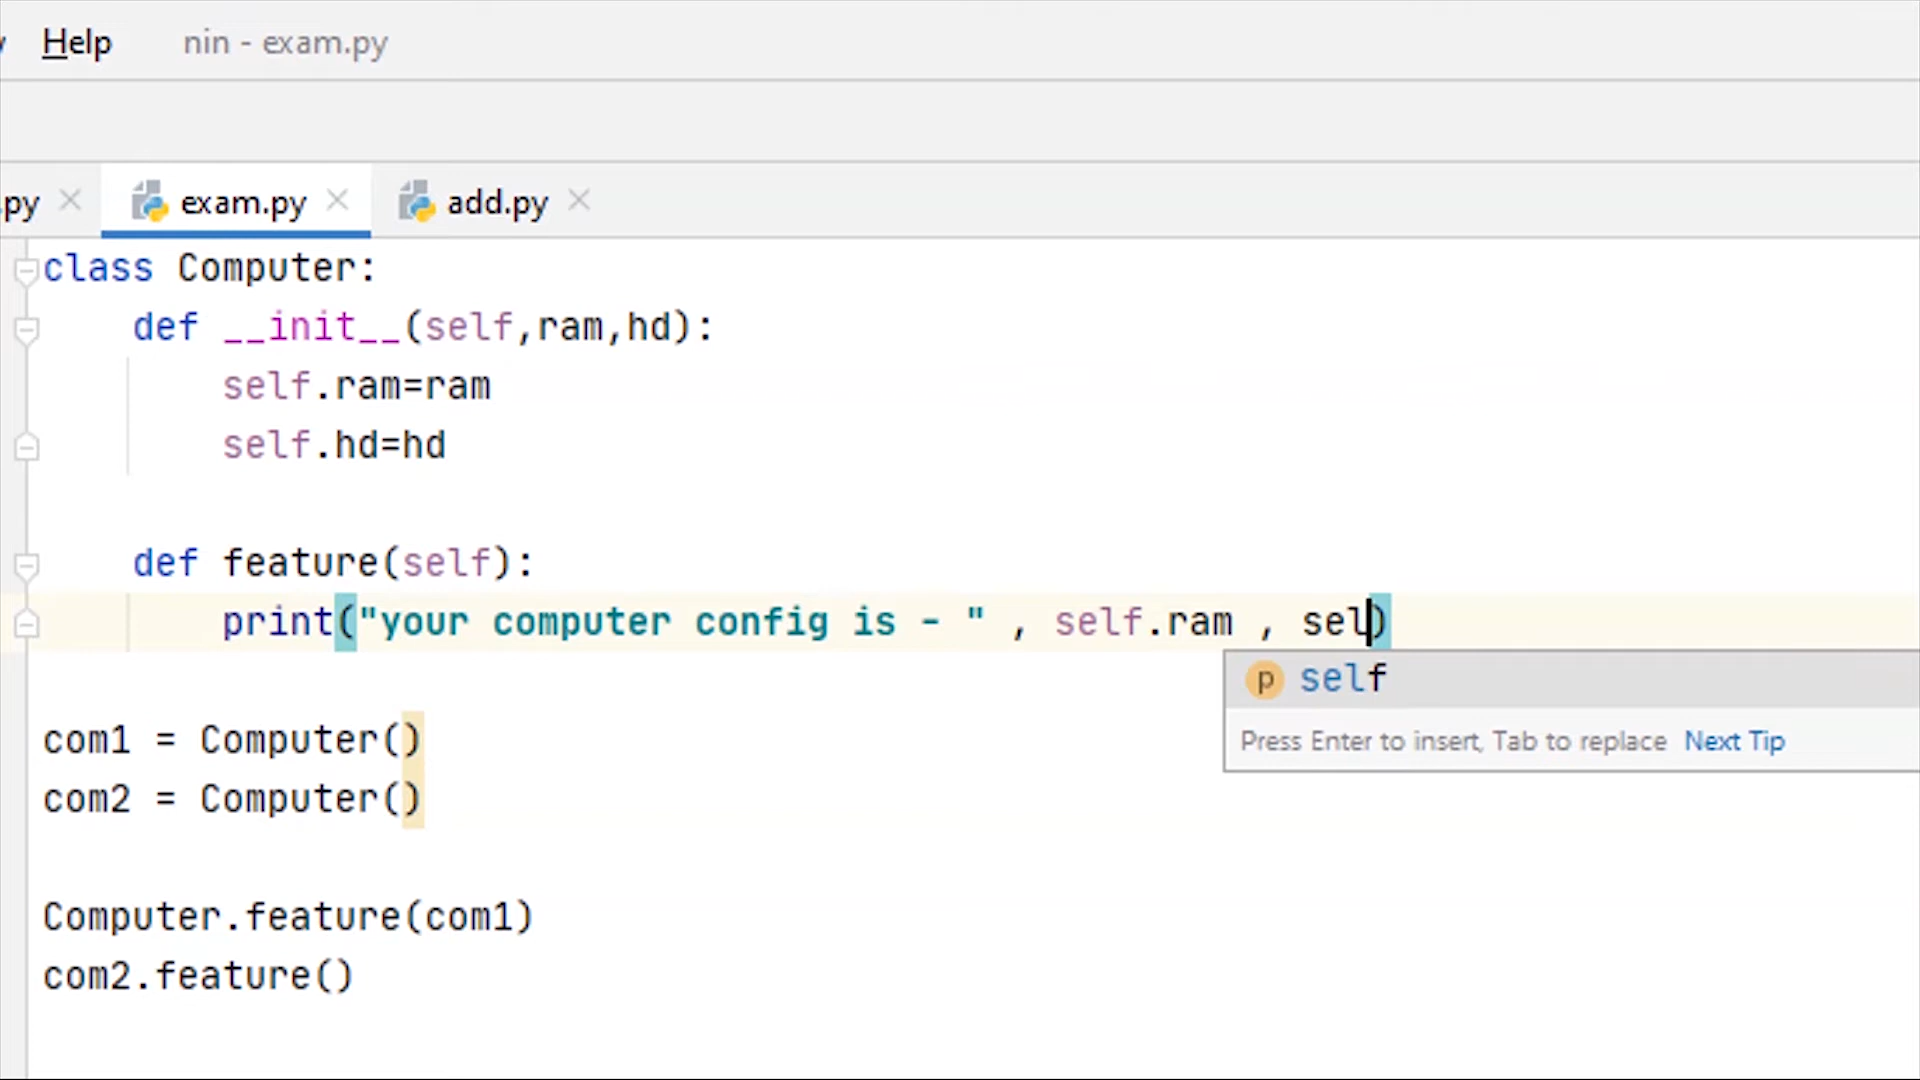 Help nin - exam.py
.py exam.py add.py
class Computer:
    def __init__(self,ram,hd):
        self.ram=ram
        self.hd=hd
    def feature(self):
        print("your computer config is - " , self.ram , sel)
p self
Press Enter to insert, Tab to replace Next Tip
com1 = Computer()
com2 = Computer()
Computer.feature(com1)
com2.feature()